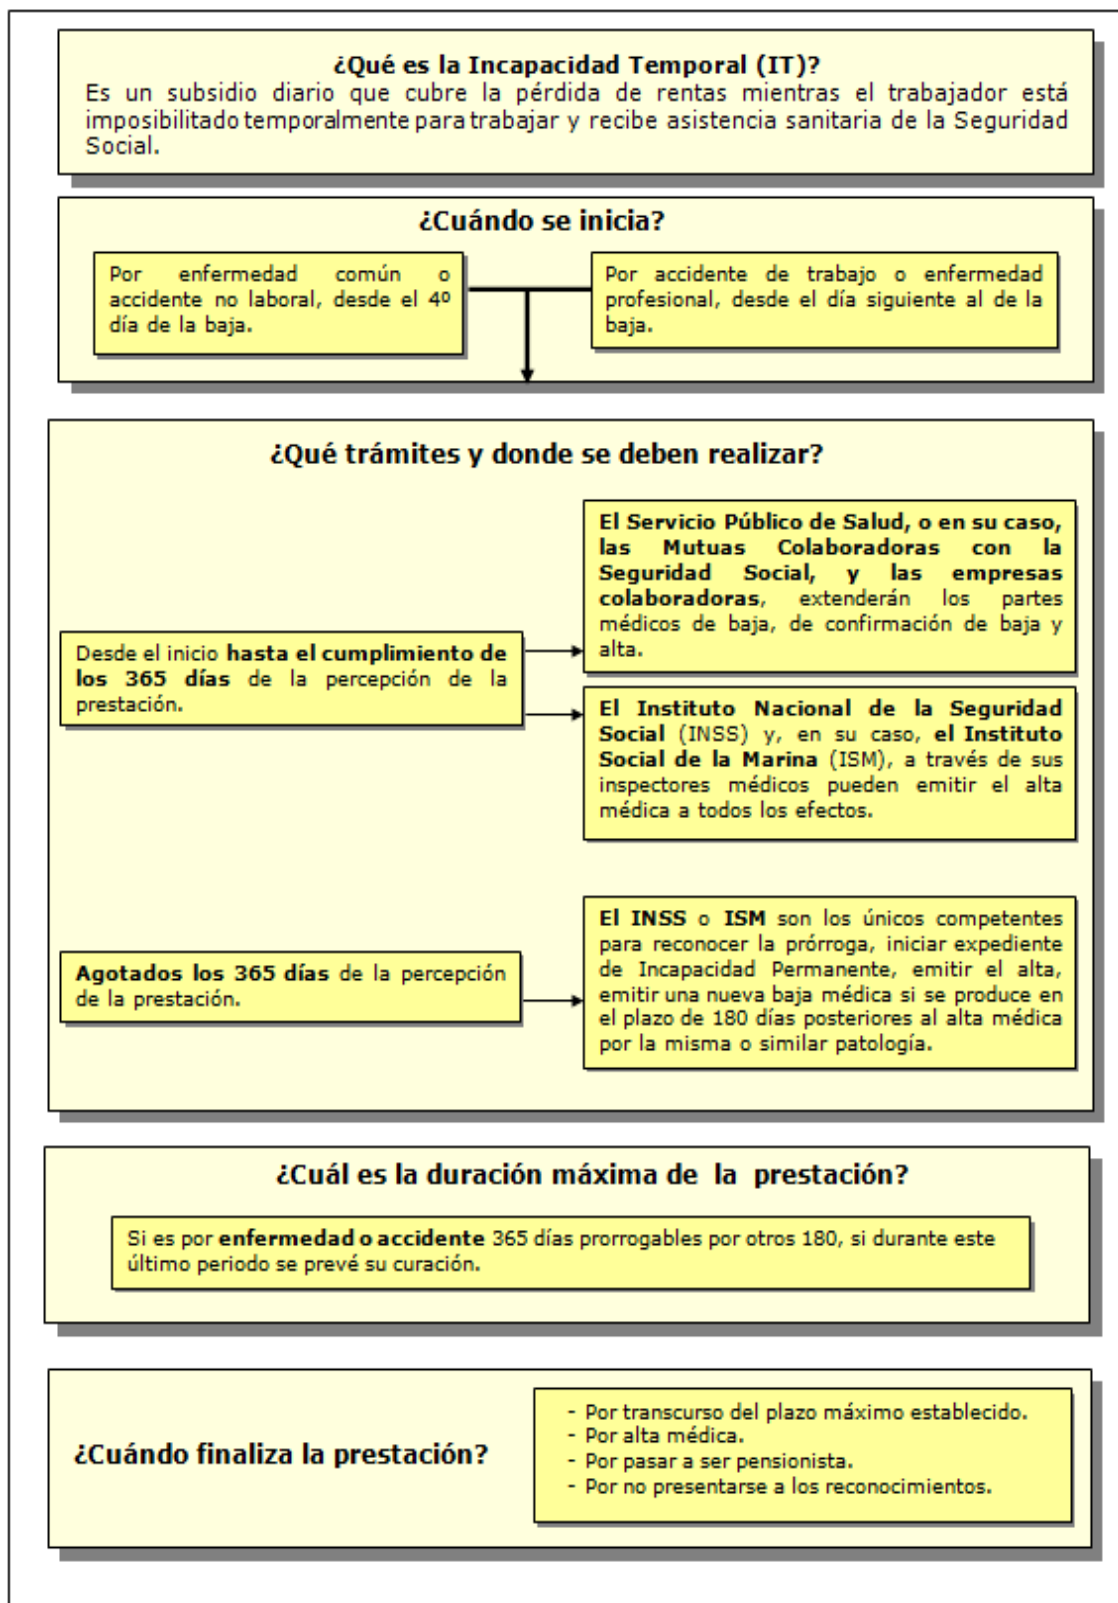 ¿Qué es la Incapacidad Temporal (IT)?
Es un subsidio diario que cubre la pérdida de rentas mientras el trabajador está
imposibilitado temporalmente para trabajar y recibe asistencia sanitaria de la Seguridad
Social.
¿Cuándo se inicia?
Por enfermedad común o
accidente no laboral, desde el 4º
día de la baja.
Por accidente de trabajo o enfermedad
profesional, desde el día siguiente al de la
baja.
¿Qué trámites y donde se deben realizar?
Desde el inicio hasta el cumplimiento de
los 365 días de la percepción de la
prestación.
El Servicio Público de Salud, o en su caso,
las Mutuas Colaboradoras con la
Seguridad Social, y las empresas
colaboradoras, extenderán los partes
médicos de baja, de confirmación de baja y
alta.
El Instituto Nacional de la Seguridad
Social (INSS) y, en su caso, el Instituto
Social de la Marina (ISM), a través de sus
inspectores médicos pueden emitir el alta
médica a todos los efectos.
Agotados los 365 días de la percepción
de la prestación.
El INSS o ISM son los únicos competentes
para reconocer la prórroga, iniciar expediente
de Incapacidad Permanente, emitir el alta,
emitir una nueva baja médica si se produce en
el plazo de 180 días posteriores al alta médica
por la misma o similar patología.
¿Cuál es la duración máxima de la prestación?
Si es por enfermedad o accidente 365 días prorrogables por otros 180, si durante este
último periodo se prevé su curación.
¿Cuándo finaliza la prestación?
- Por transcurso del plazo máximo establecido.
- Por alta médica.
- Por pasar a ser pensionista.
- Por no presentarse a los reconocimientos.